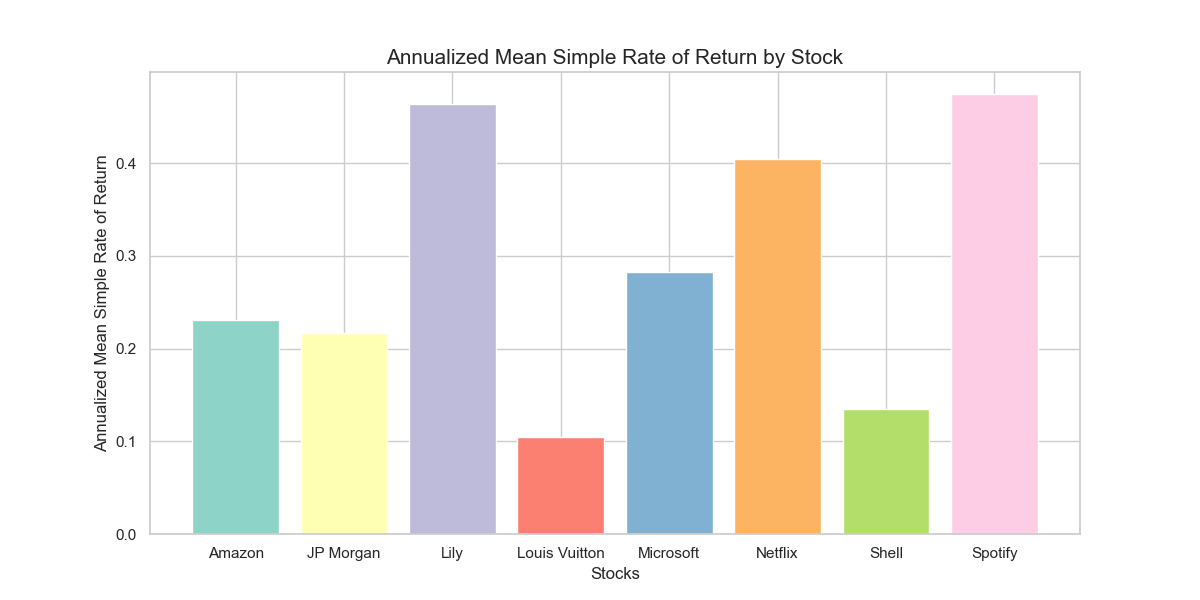 Annualized Mean Simple Rate of Return by Stock
Annualized Mean Simple Rate of Return
0.4
0.3
0.2
0.1
0.0
Amazon JP Morgan Lily Louis Vuitton Microsoft Netflix Shell Spotify
Stocks